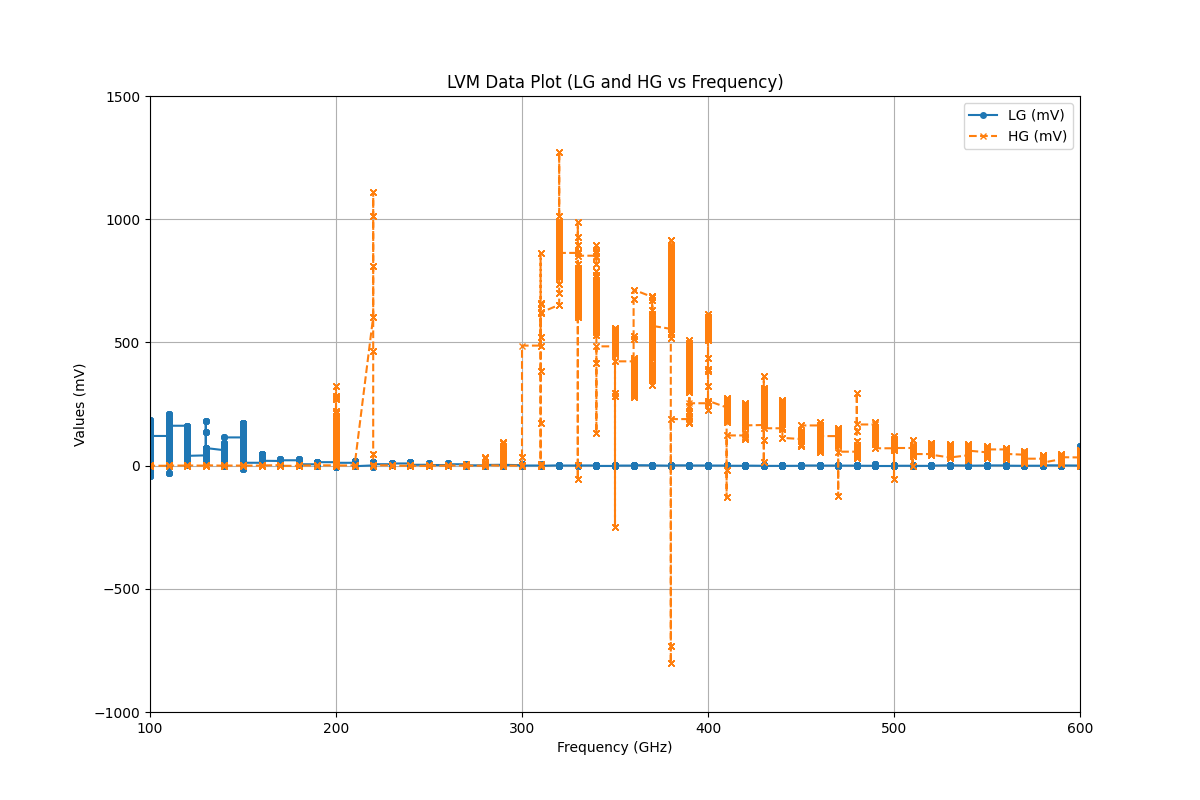 LVM Data Plot (LG and HG vs Frequency)
1500
1000
500
0
−500
−1000
Values (mV)
LG (mV)
HG (mV)
100 200 300 400 500 600
Frequency (GHz)